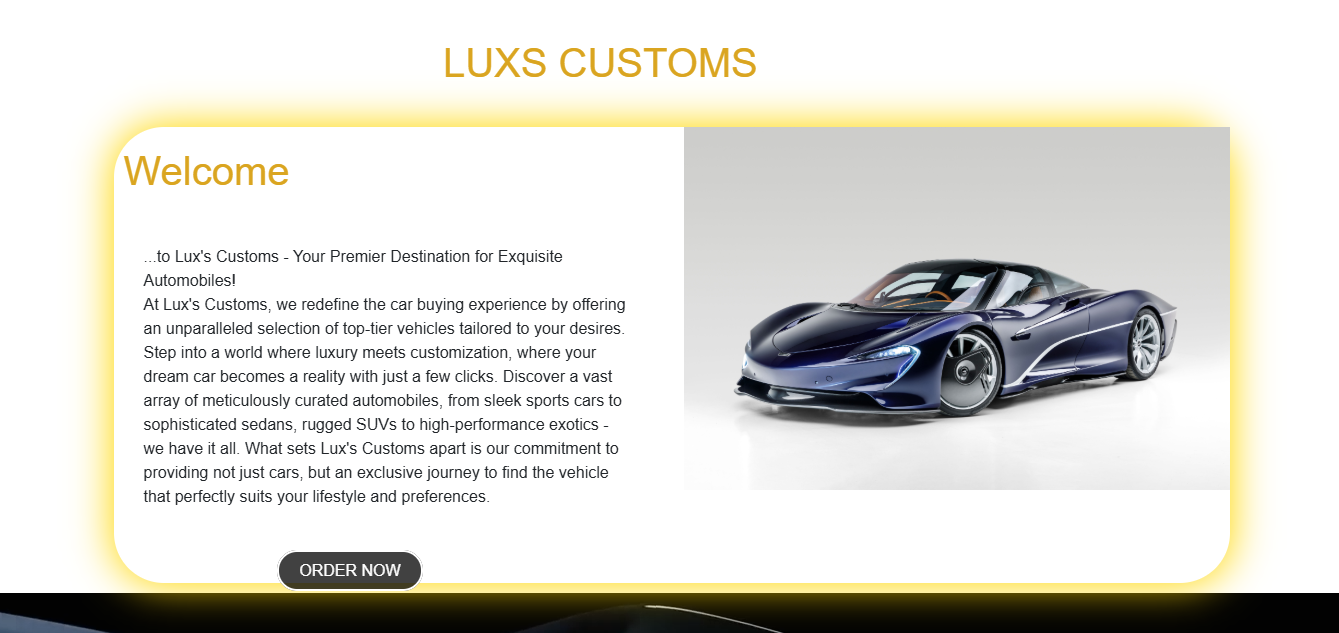 LUXS CUSTOMS
Welcome
...to Lux's Customs - Your Premier Destination for Exquisite
Automobiles!
At Lux's Customs, we redefine the car buying experience by offering
an unparalleled selection of top-tier vehicles tailored to your desires.
Step into a world where luxury meets customization, where your
dream car becomes a reality with just a few clicks. Discover a vast
array of meticulously curated automobiles, from sleek sports cars to
sophisticated sedans, rugged SUVs to high-performance exotics -
we have it all. What sets Lux's Customs apart is our commitment to
providing not just cars, but an exclusive journey to find the vehicle
that perfectly suits your lifestyle and preferences.
ORDER NOW